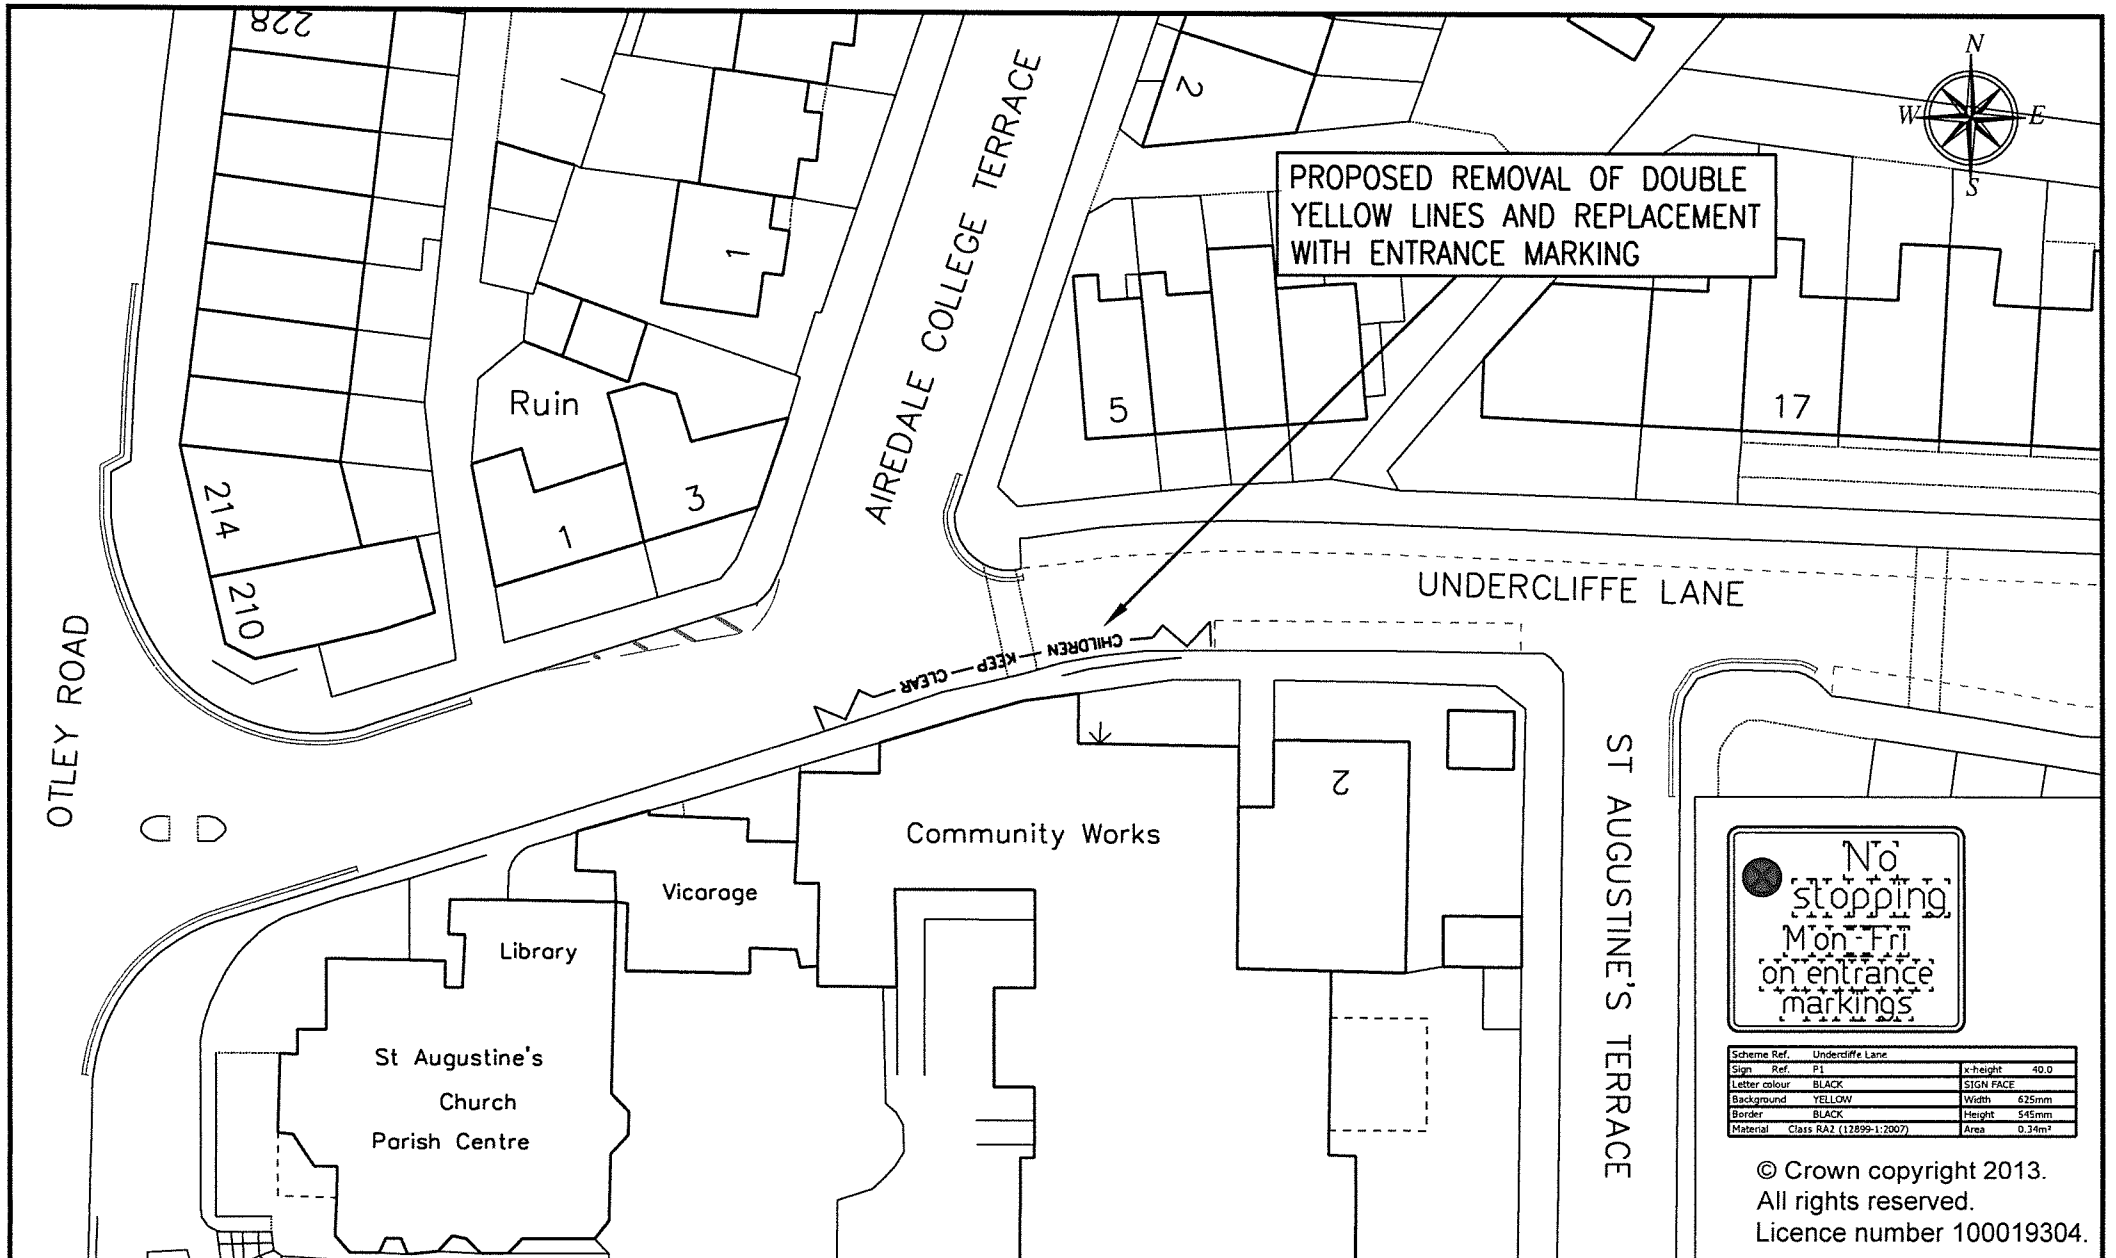 228
2
N
W E
S
PROPOSED REMOVAL OF DOUBLE
YELLOW LINES AND REPLACEMENT
WITH ENTRANCE MARKING
1
AIREDALE COLLEGE TERRACE
Ruin
5
17
214
3
1
210
UNDERCLIFFE LANE
OTLEY ROAD
CHILDREN KEEP CLEAR
2
ST AUGUSTINE'S TERRACE
Community Works
Vicarage
Library
St Augustine's
Church
Parish Centre
No
stopping
Mon-Fri
on entrance
markings
Scheme Ref. Undercliffe Lane
Sign Ref. P1 x-height 40.0
Letter colour BLACK SIGN FACE
Background YELLOW Width 625mm
Border BLACK Height 545mm
Material Class RA2 (12899-1:2007) Area 0.34m²
© Crown copyright 2013.
All rights reserved.
Licence number 100019304.